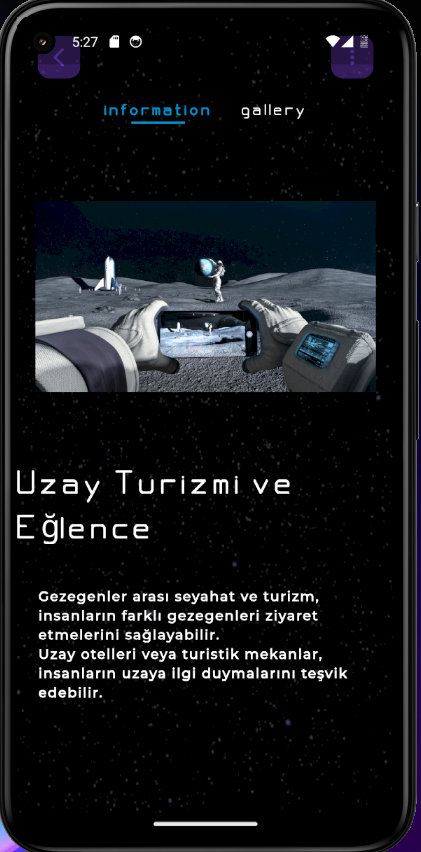 5:27
information gallery
Uzay Turizmi ve
Eğlence
Gezegenler arası seyahat ve turizm,
insanların farklı gezegenleri ziyaret
etmelerini sağlayabilir.
Uzay otelleri veya turistik mekanlar,
insanların uzaya ilgi duymalarını teşvik
edebilir.